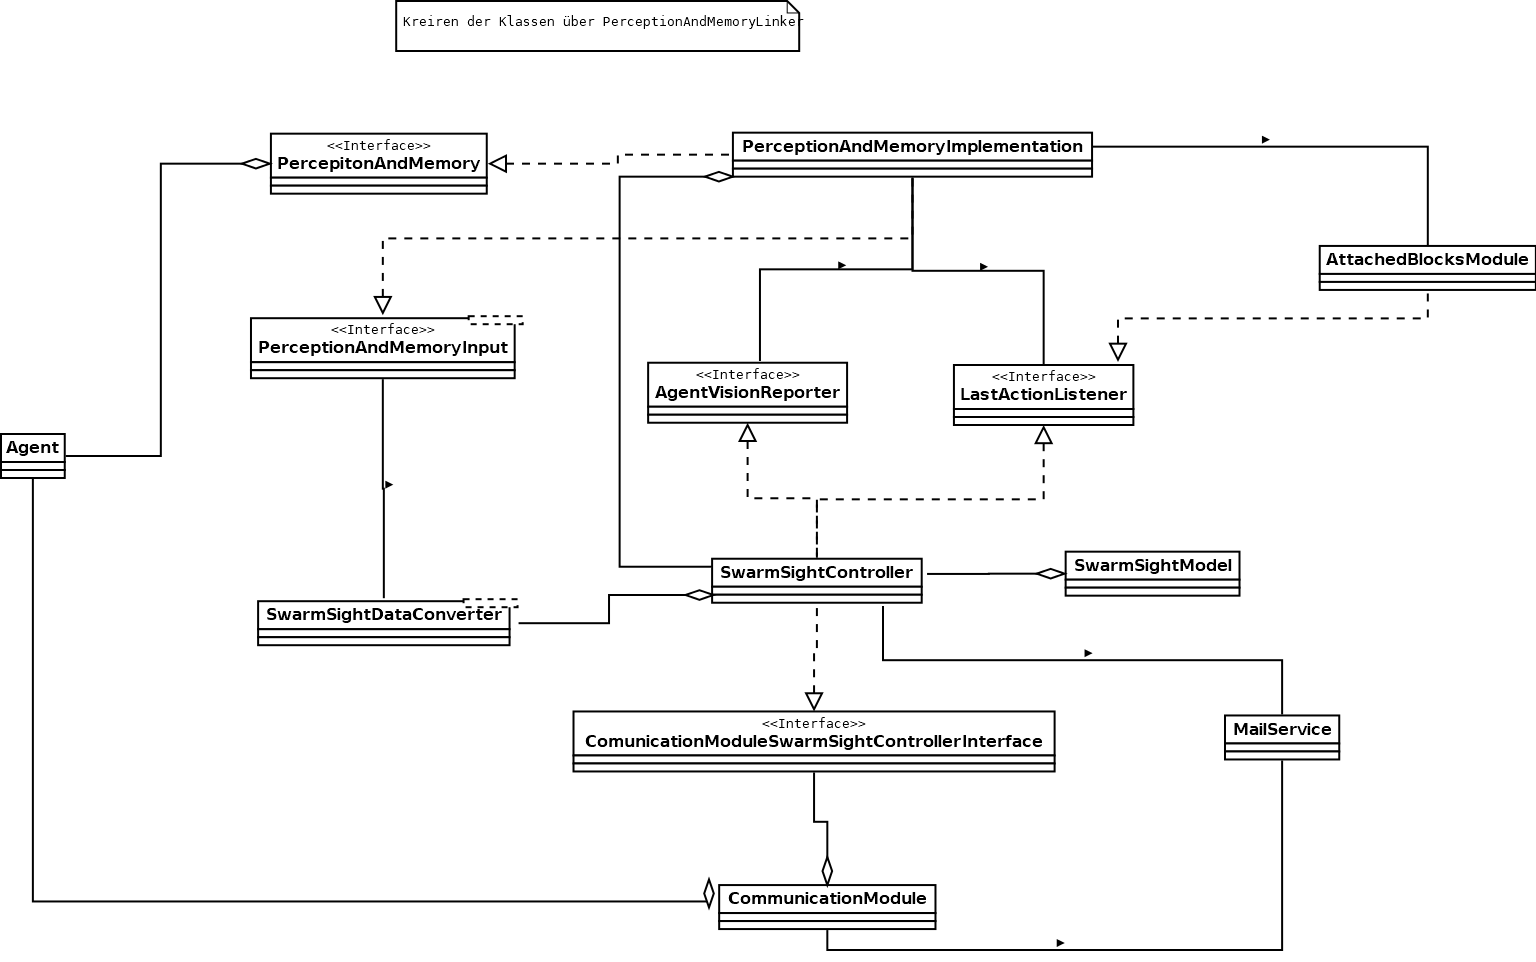 Kreiren der Klassen über PerceptionAndMemoryLinker
<<Interface>>
PercepitonAndMemory
PerceptionAndMemoryImplementation
AttachedBlocksModule
<<Interface>>
PerceptionAndMemoryInput
<<Interface>>
AgentVisionReporter
<<Interface>>
LastActionListener
Agent
SwarmSightController
SwarmSightModel
SwarmSightDataConverter
<<Interface>>
ComunicationModuleSwarmSightControllerInterface
MailService
CommunicationModule